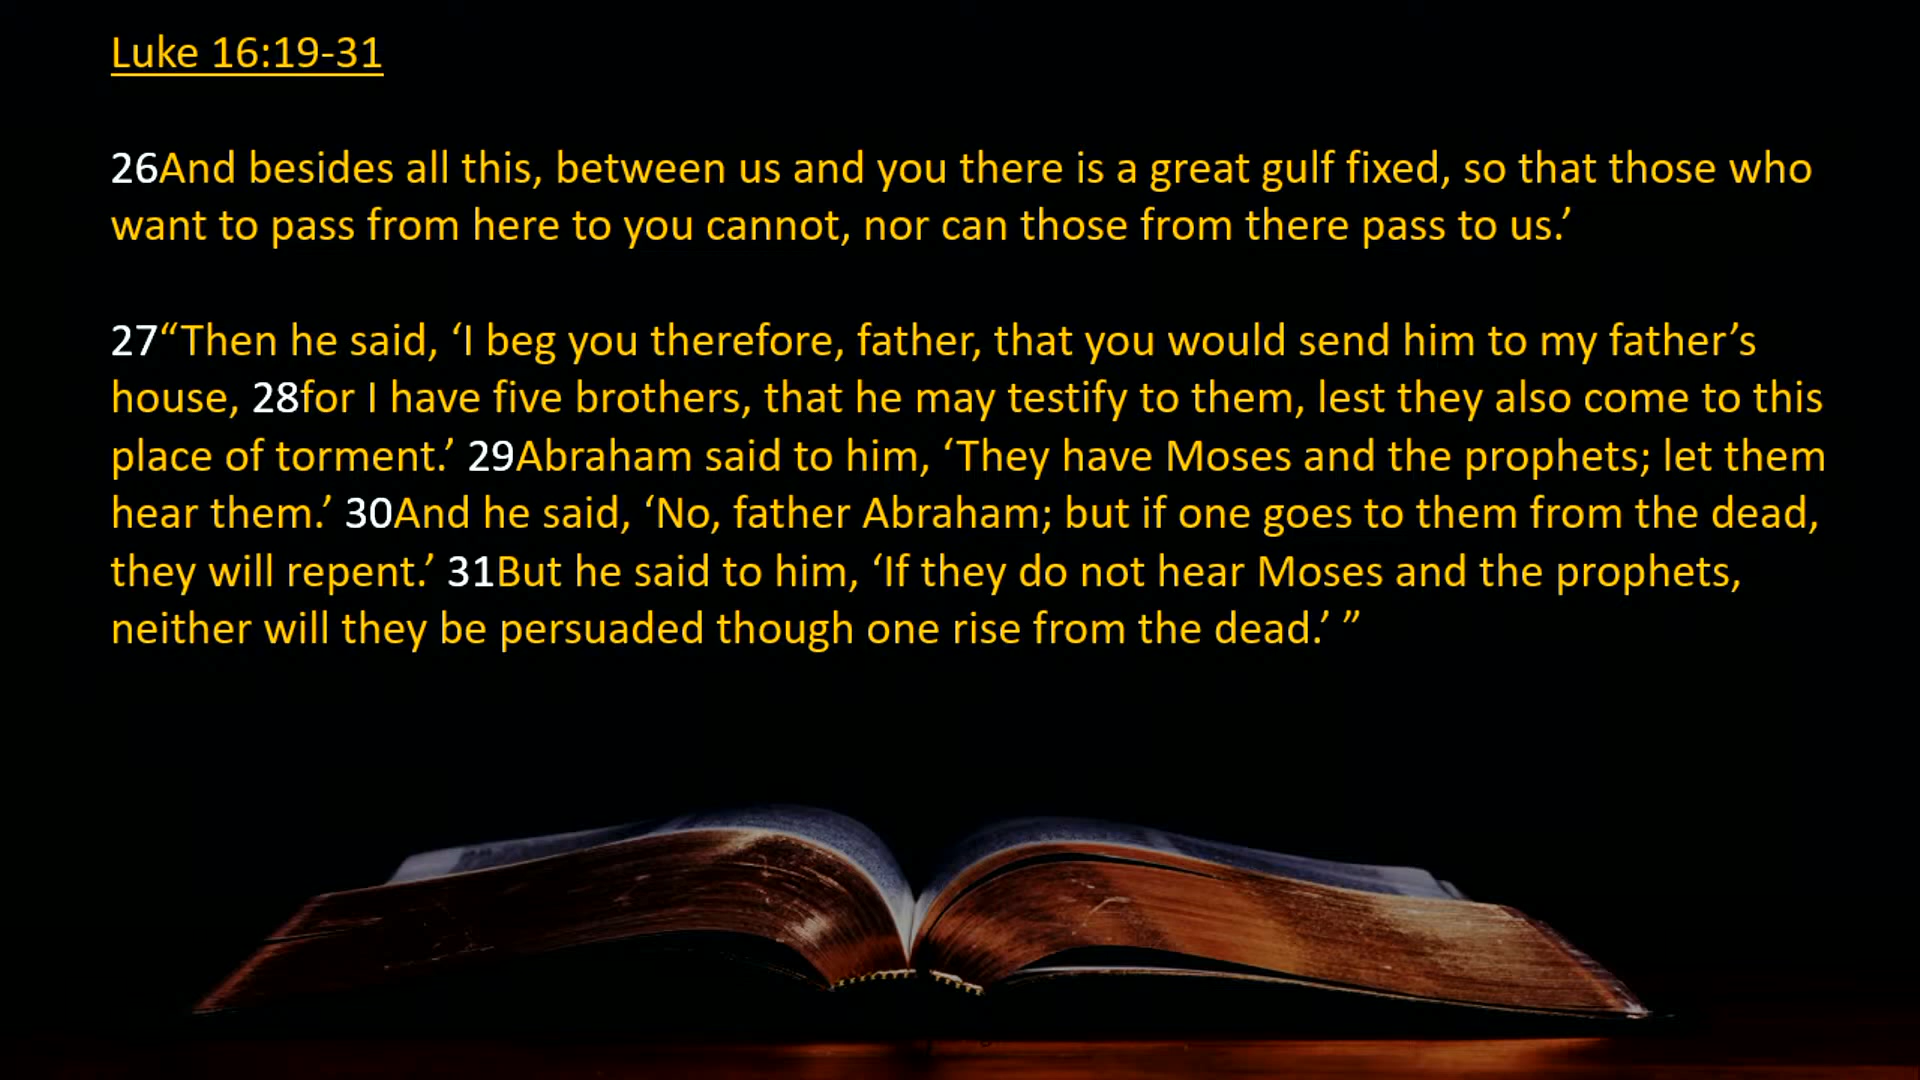 Luke 16:19-31
26And besides all this, between us and you there is a great gulf fixed, so that those who
want to pass from here to you cannot, nor can those from there pass to us.’
27“Then he said, ‘I beg you therefore, father, that you would send him to my father’s
house, 28for I have five brothers, that he may testify to them, lest they also come to this
place of torment.’ 29Abraham said to him, ‘They have Moses and the prophets; let them
hear them.’ 30And he said, ‘No, father Abraham; but if one goes to them from the dead,
they will repent.’ 31But he said to him, ‘If they do not hear Moses and the prophets,
neither will they be persuaded though one rise from the dead.’ ”